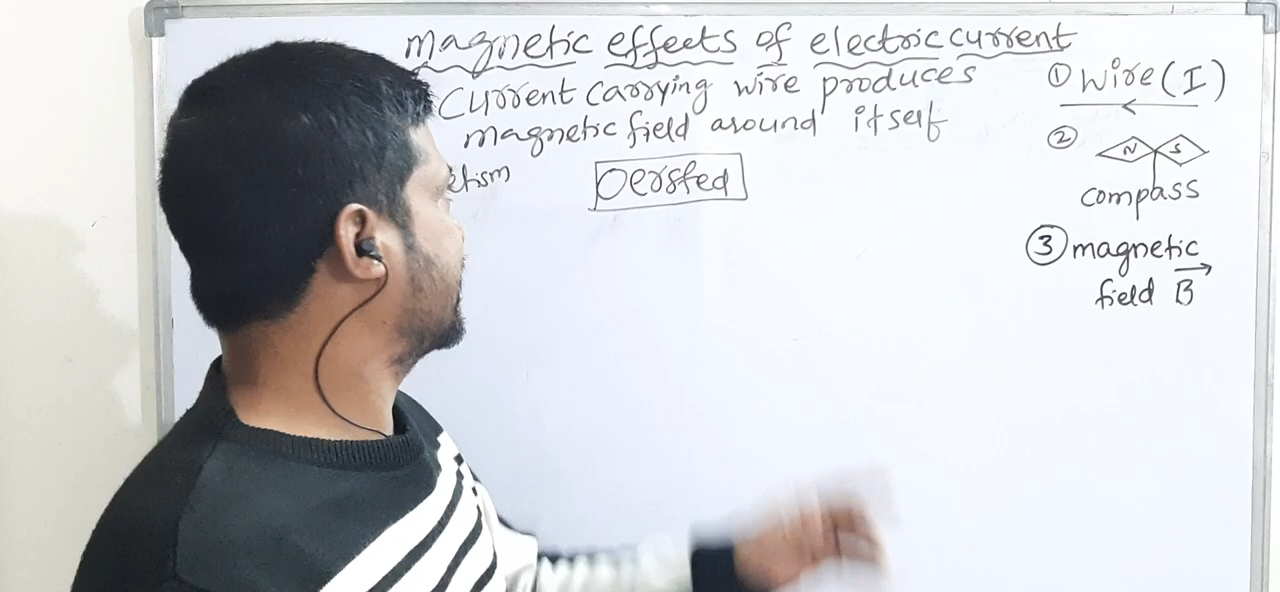 magnetic effects of electric current
Current carrying wire produces
magnetic field around itself
etism
Oersted
① Wire (I)
②
N S
compass
③ magnetic
field B